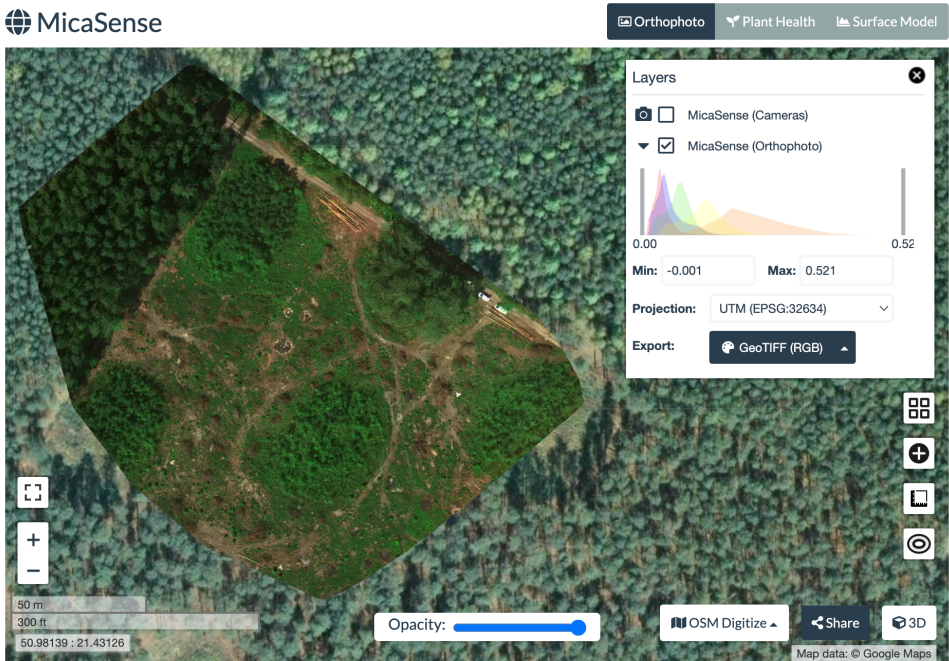 MicaSense
Orthophoto Plant Health Surface Model
Layers
MicaSense (Cameras)
MicaSense (Orthophoto)
0.00 0.52
Min: -0.001 Max: 0.521
Projection: UTM (EPSG:32634)
Export: GeoTIFF (RGB)
+
−
50 m
300 ft
50.98139 : 21.43126
Opacity:
OSM Digitize
Share
3D
Map data: © Google Maps